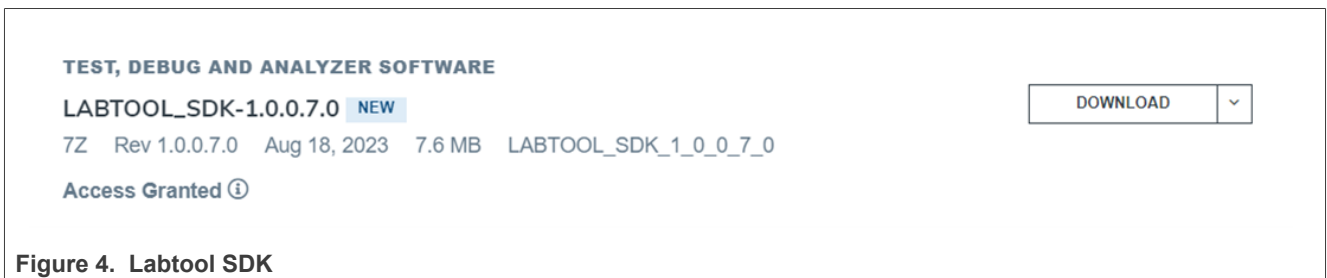 TEST, DEBUG AND ANALYZER SOFTWARE
LABTOOL_SDK-1.0.0.7.0 NEW
DOWNLOAD
7Z Rev 1.0.0.7.0 Aug 18, 2023 7.6 MB LABTOOL_SDK_1_0_0_7_0
Access Granted
Figure 4. Labtool SDK